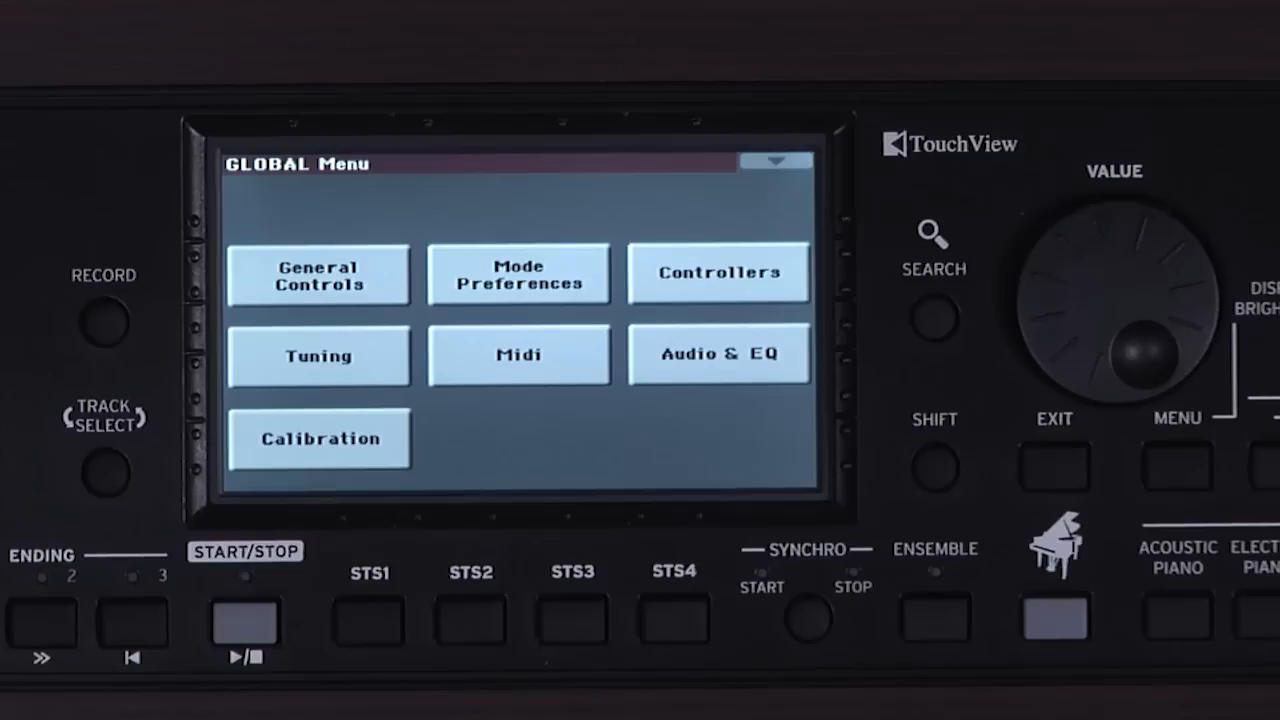 GLOBAL Menu
General
Controls
Mode
Preferences
Controllers
Tuning
Midi
Audio & EQ
Calibration
TouchView
VALUE
SEARCH
RECORD
TRACK
SELECT
SHIFT
EXIT
MENU
ENDING
2
3
START/STOP
STS1
STS2
STS3
STS4
SYNCHRO
START
STOP
ENSEMBLE
ACOUSTIC
PIANO